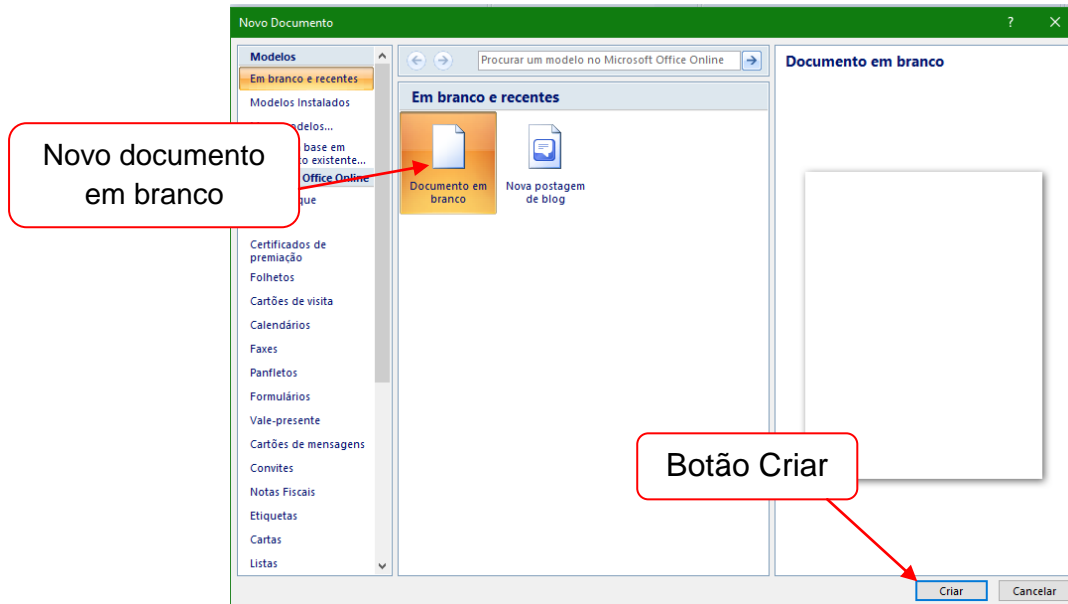 Novo Documento
?
X
Modelos
Em branco e recentes
Modelos Instalados
odelos...
base em
existente...
Office Online
que
Certificados de
premiação
Folhetos
Cartões de visita
Calendários
Faxes
Panfletos
Formulários
Vale-presente
Cartões de mensagens
Convites
Notas Fiscais
Etiquetas
Cartas
Listas
Procurar um modelo no Microsoft Office Online
Em branco e recentes
Documento em
branco
Nova postagem
de blog
Documento em branco
Novo documento
em branco
Botão Criar
Criar
Cancelar